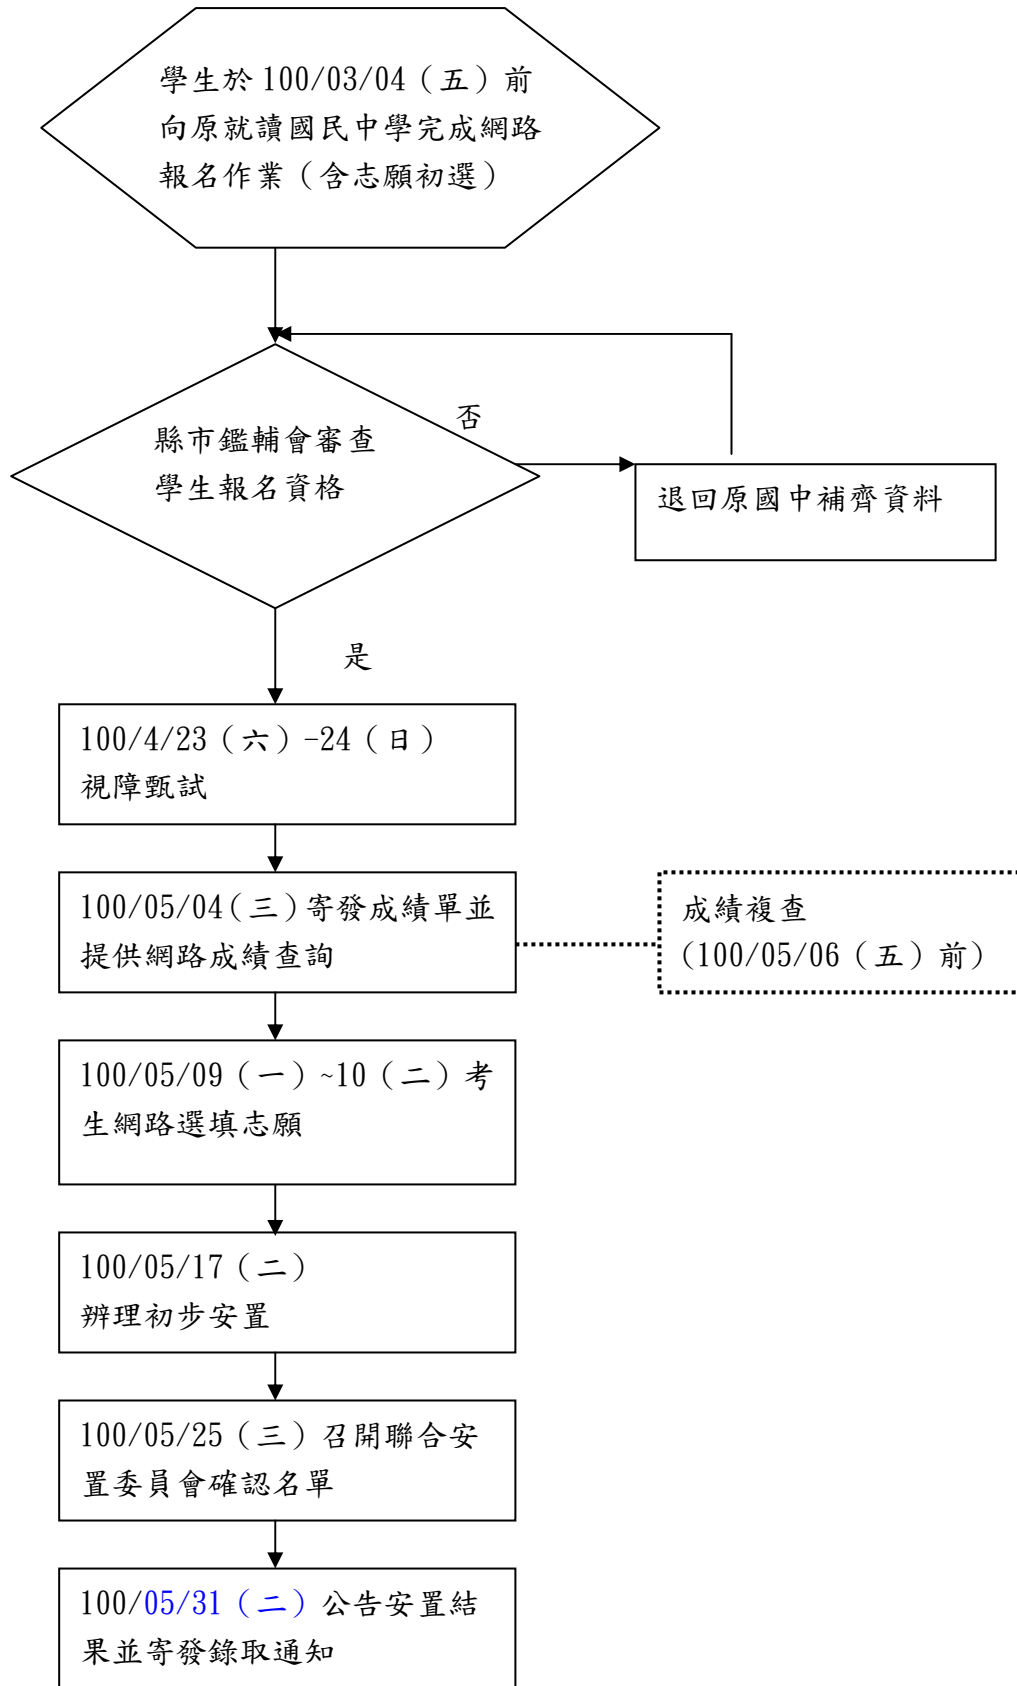 學生於 100/03/04（五）前
向原就讀國民中學完成網路
報名作業（含志願初選）
否
縣市鑑輔會審查
學生報名資格
退回原國中補齊資料
是
100/4/23（六）-24（日）
視障甄試
100/05/04(三)寄發成績單並
提供網路成績查詢
成績複查
(100/05/06（五）前)
100/05/09（一）~10（二）考
生網路選填志願
100/05/17（二）
辨理初步安置
100/05/25（三）召開聯合安
置委員會確認名單
100/05/31（二）公告安置結
果並寄發錄取通知